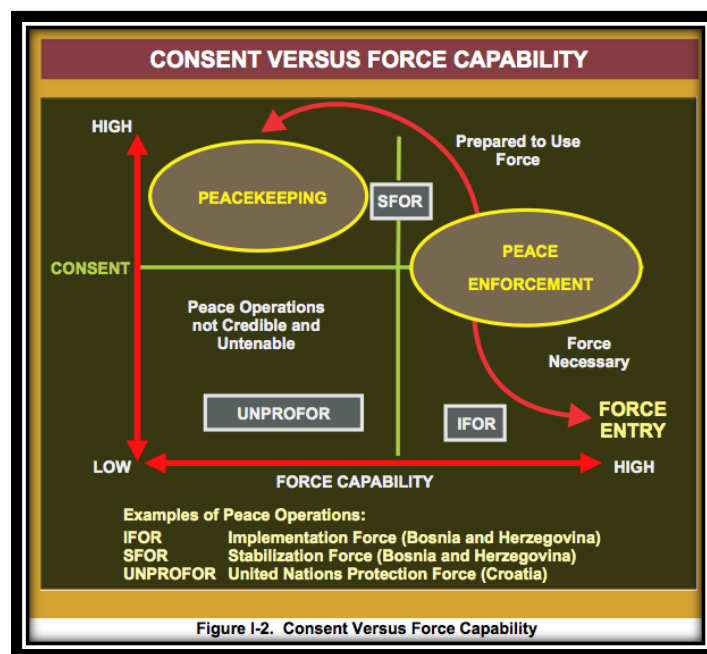 CONSENT VERSUS FORCE CAPABILITY
HIGH
Prepared to Use
Force
PEACEKEEPING
SFOR
PEACE
ENFORCEMENT
CONSENT
Peace Operations
not Credible and
Untenable
Force
Necessary
UNPROFOR
IFOR
FORCE
ENTRY
LOW
FORCE CAPABILITY
HIGH
Examples of Peace Operations:
IFOR Implementation Force (Bosnia and Herzegovina)
SFOR Stabilization Force (Bosnia and Herzegovina)
UNPROFOR United Nations Protection Force (Croatia)
Figure I-2. Consent Versus Force Capability